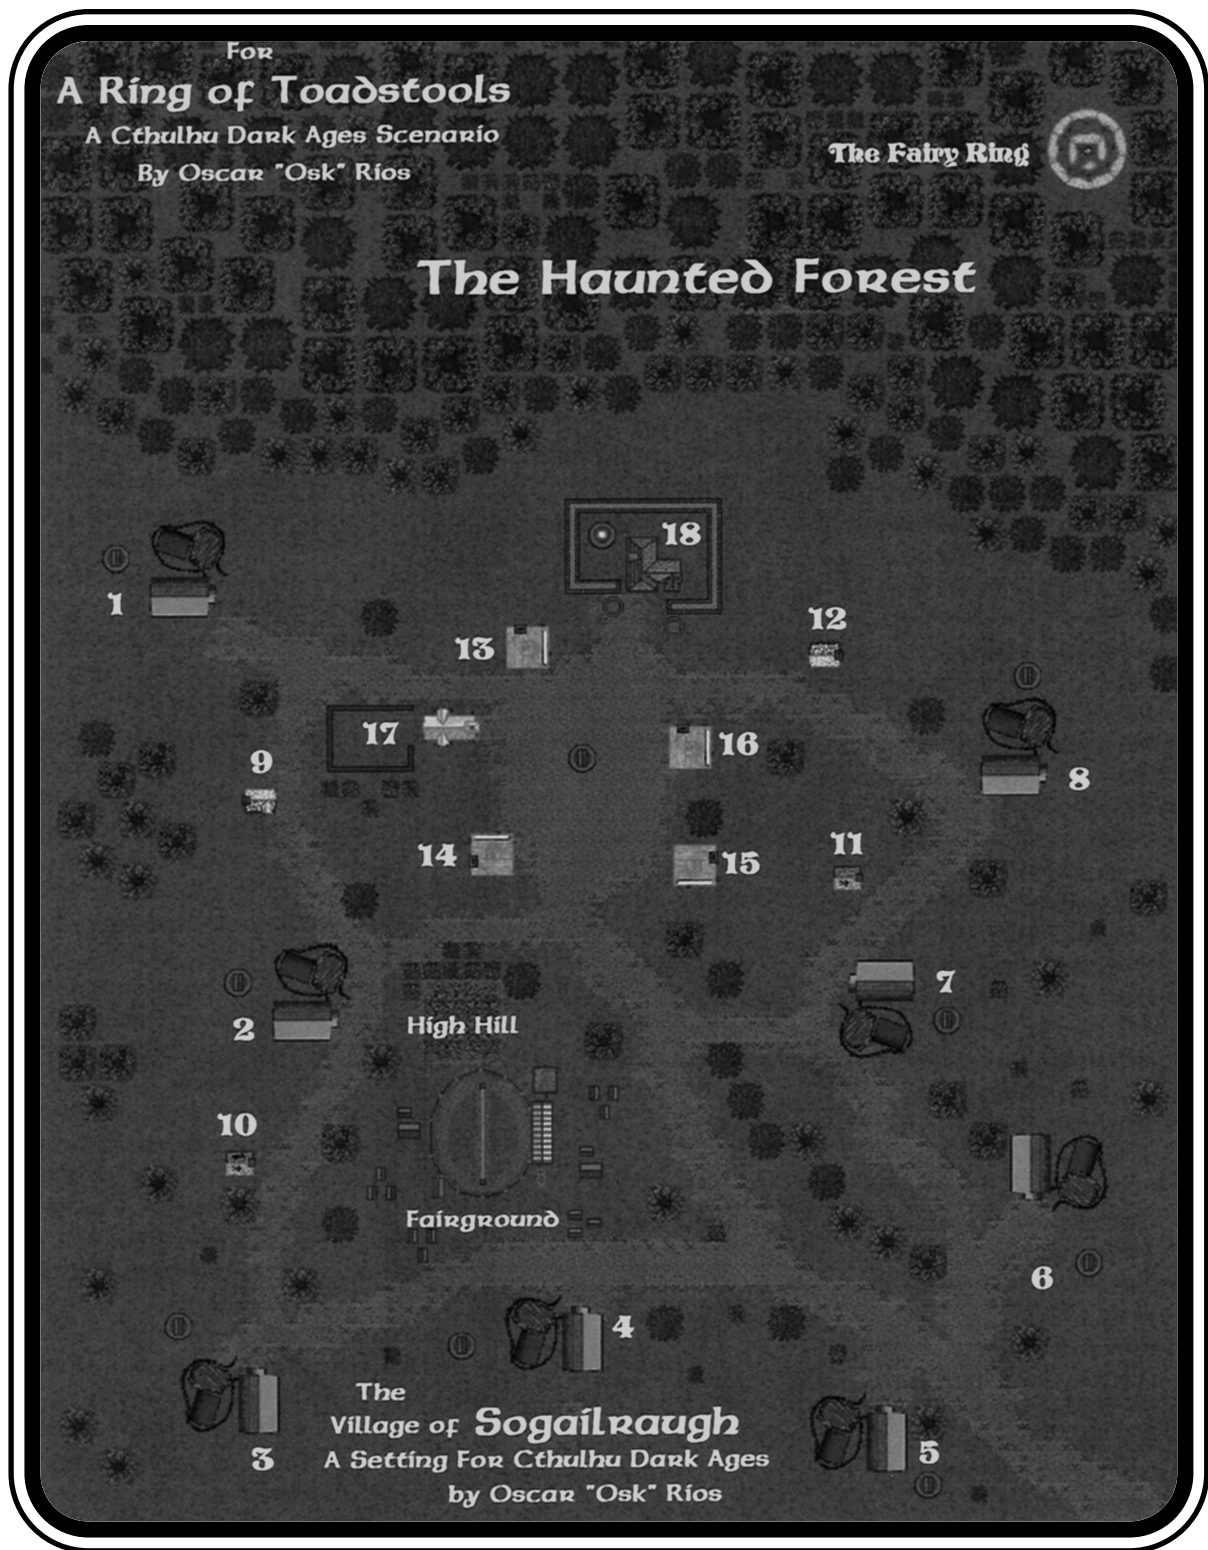 For
A Ring of Toadstools
A Cthulhu Dark Ages Scenario
By Oscar "Osk" Ríos
The Fairy Ring
The Haunted Forest
18
1
12
13
17
16
9
8
14
15
11
7
2
High Hill
10
Fairground
6
4
The
Village of Sogailraugh
A Setting For Cthulhu Dark Ages
by Oscar "Osk" Ríos
3
5